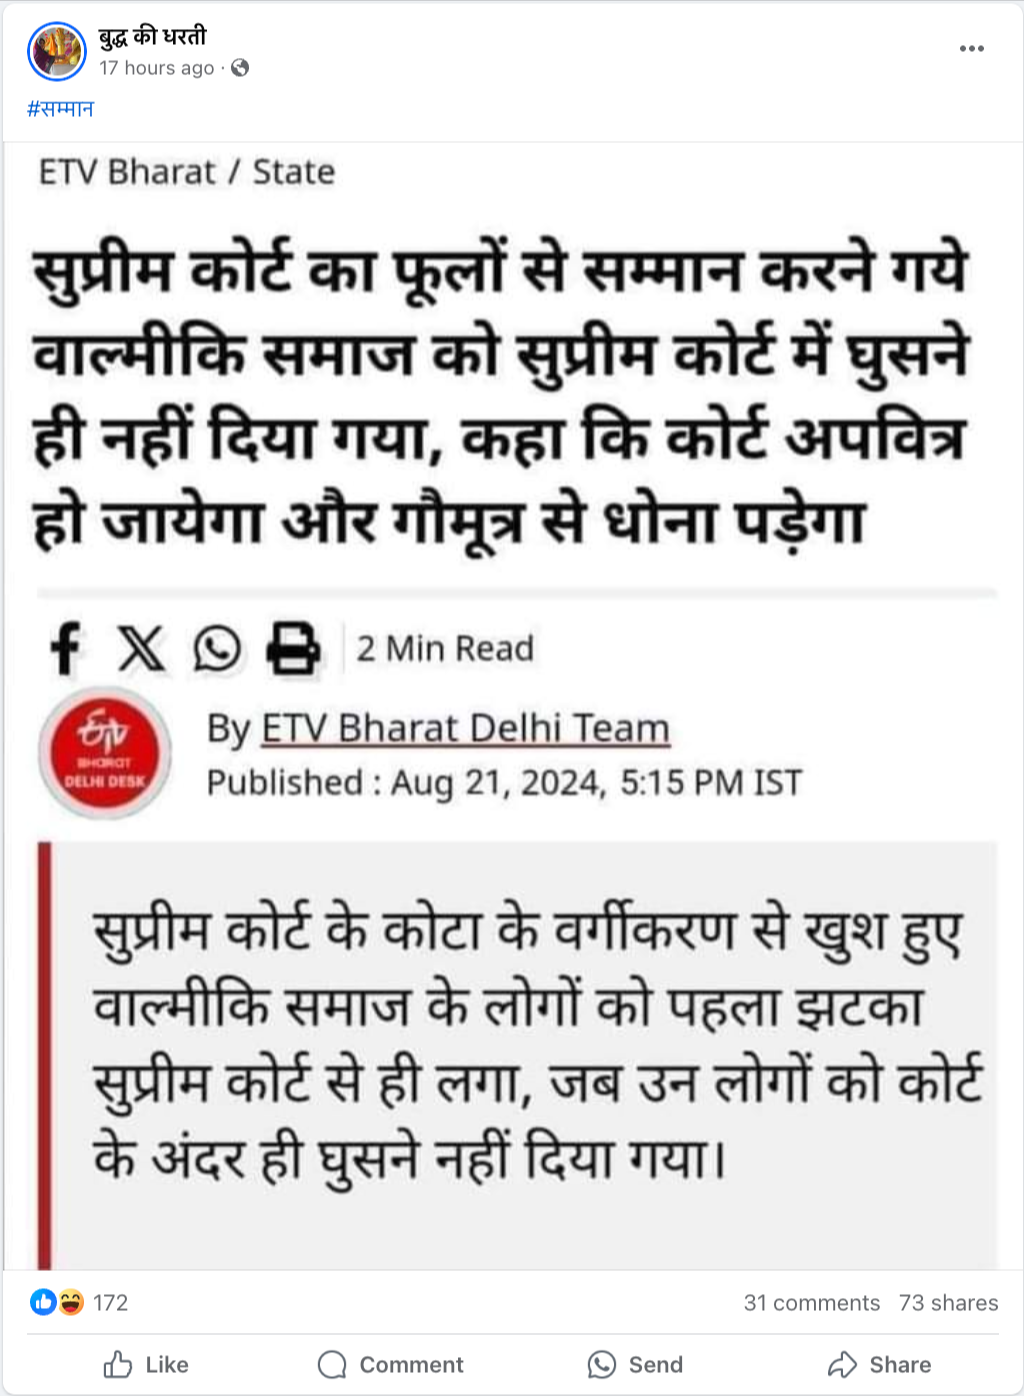 बुद्ध की धरती
17 hours ago ·
#सम्मान
ETV Bharat / State
सुप्रीम कोर्ट का फूलों से सम्मान करने गये
वाल्मीकि समाज को सुप्रीम कोर्ट में घुसने
ही नहीं दिया गया, कहा कि कोर्ट अपवित्र
हो जायेगा और गौमूत्र से धोना पड़ेगा
2 Min Read
ETV
BHARAT
DELHI DESK
By ETV Bharat Delhi Team
Published : Aug 21, 2024, 5:15 PM IST
सुप्रीम कोर्ट के कोटा के वर्गीकरण से खुश हुए
वाल्मीकि समाज के लोगों को पहला झटका
सुप्रीम कोर्ट से ही लगा, जब उन लोगों को कोर्ट
के अंदर ही घुसने नहीं दिया गया।
172
31 comments 73 shares
Like Comment Send Share